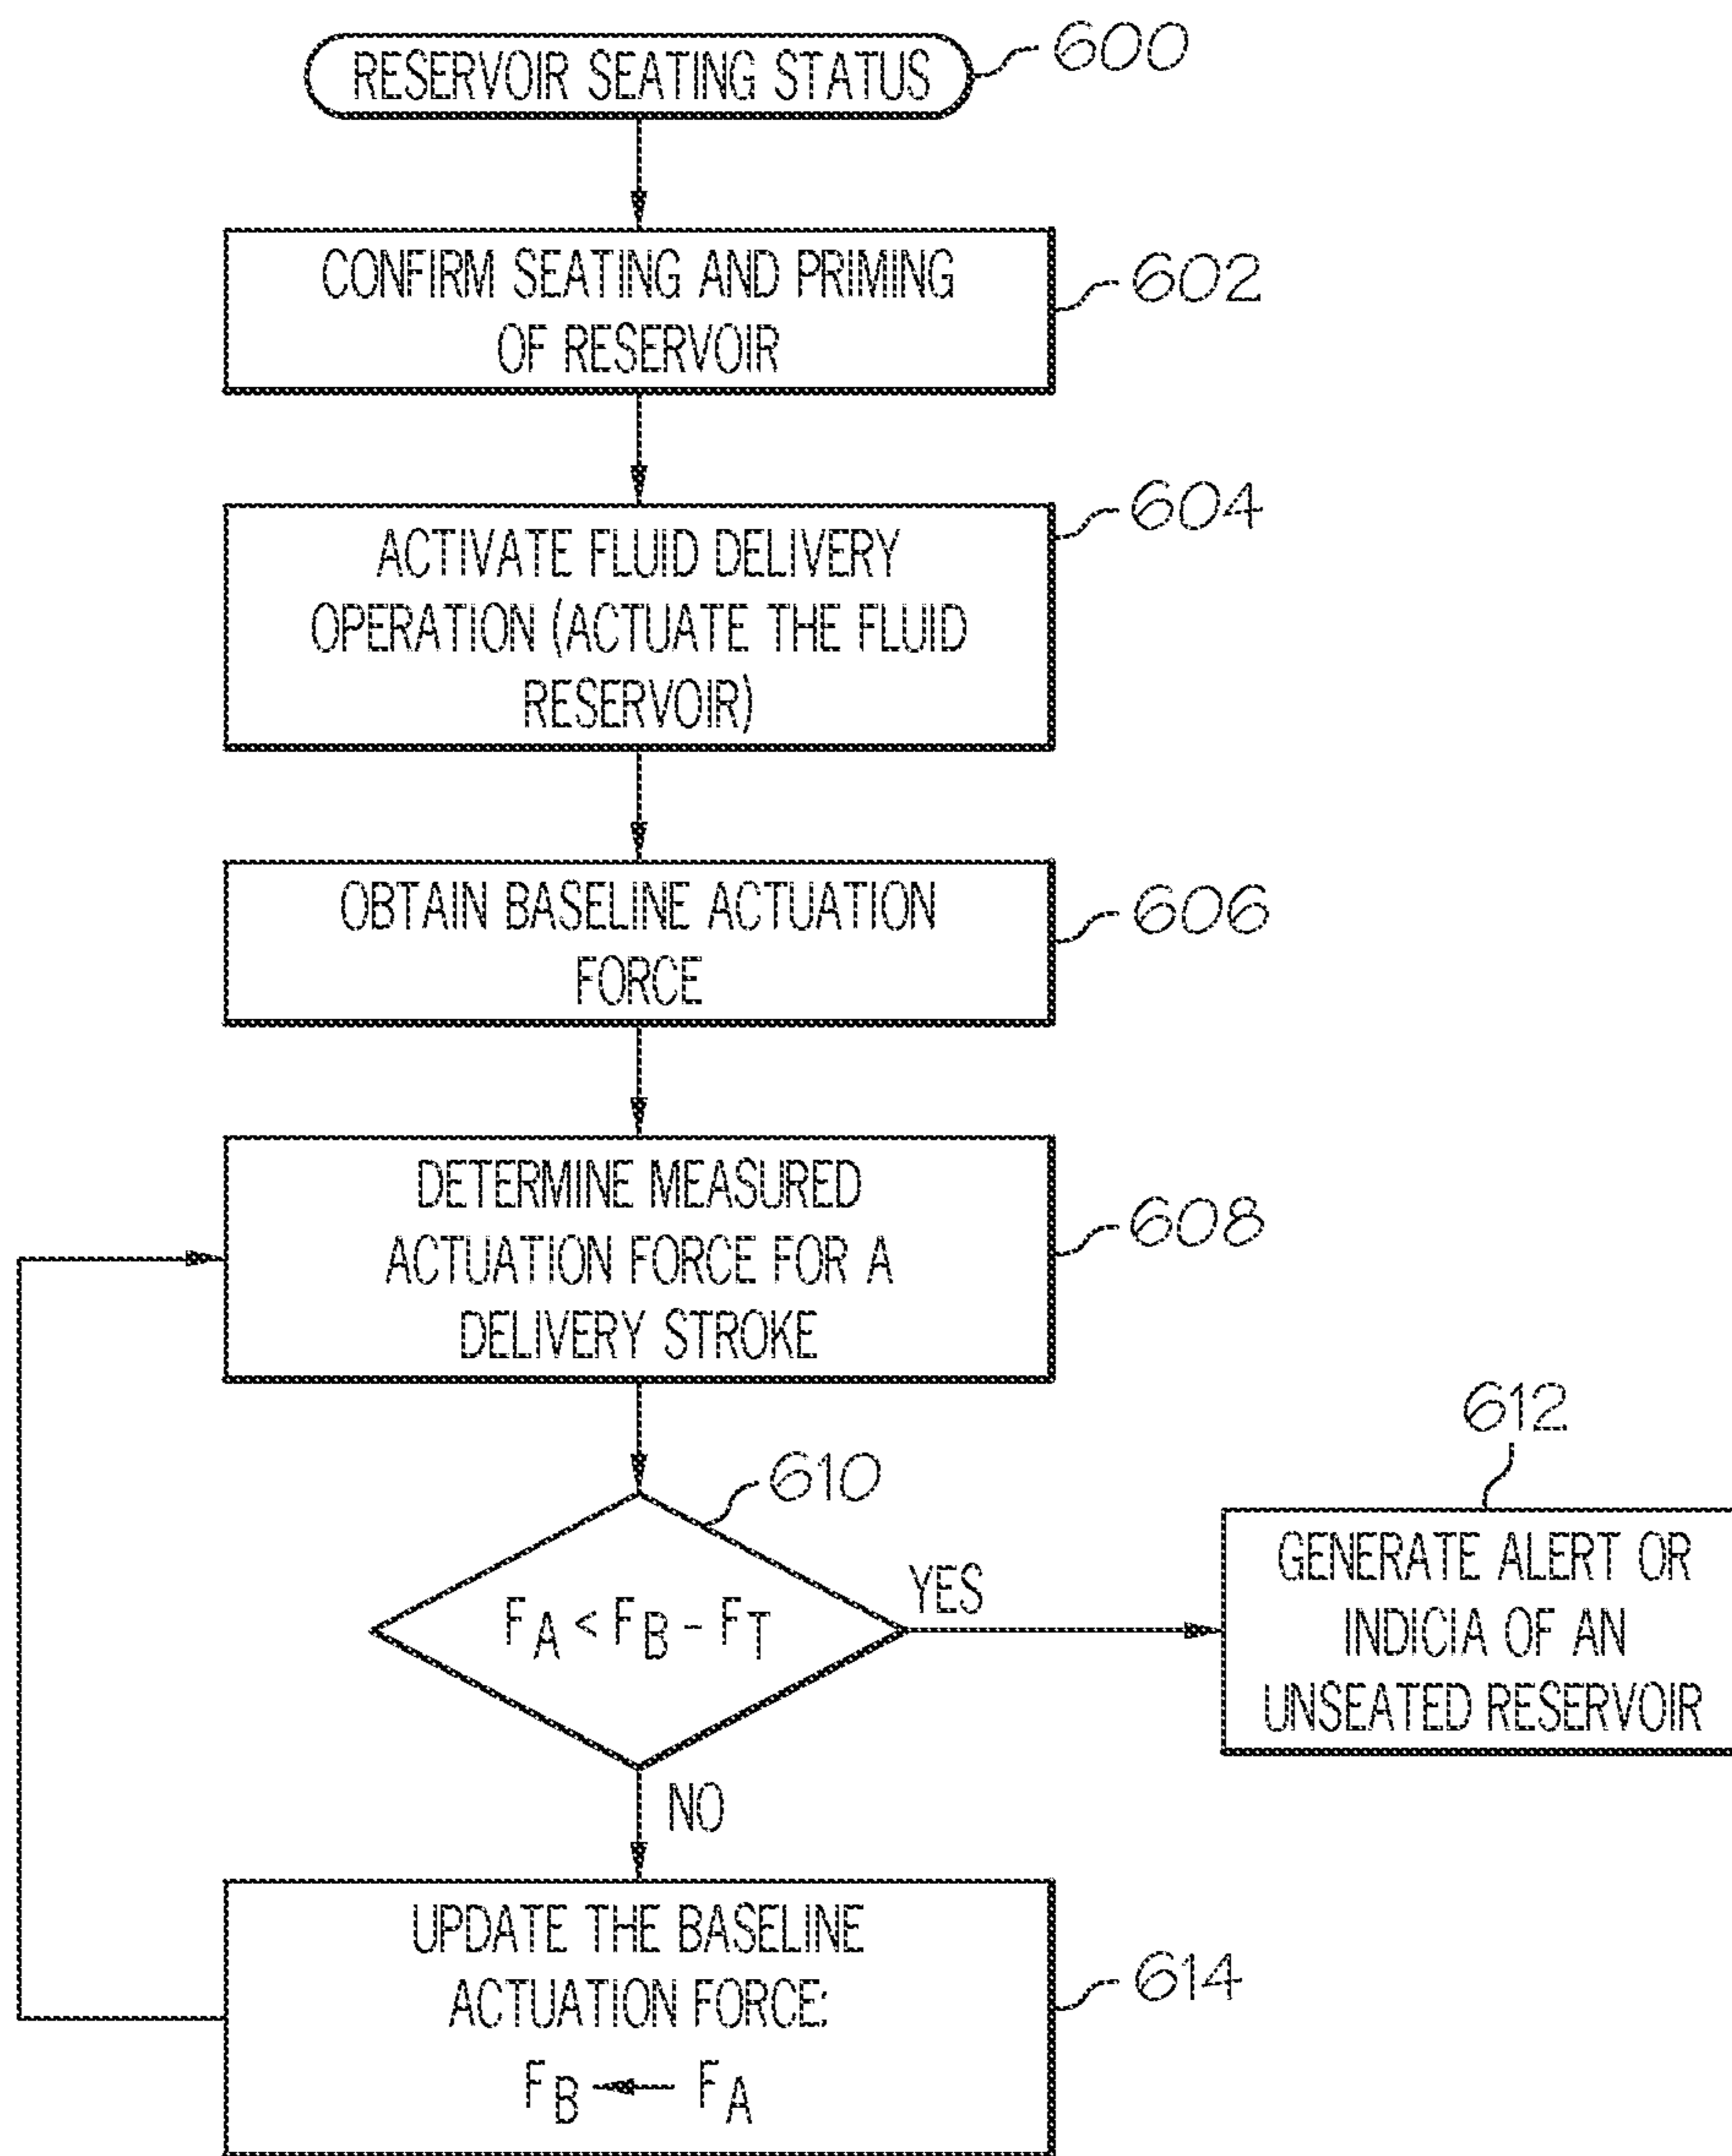 RESERVOIR SEATING STATUS
600
CONFIRM SEATING AND PRIMING
OF RESERVOIR
602
ACTIVATE FLUID DELIVERY
OPERATION (ACTUATE THE FLUID
RESERVOIR)
604
OBTAIN BASELINE ACTUATION
FORCE
606
DETERMINE MEASURED
ACTUATION FORCE FOR A
DELIVERY STROKE
608
610
FA < FB - FT
YES
NO
612
GENERATE ALERT OR
INDICIA OF AN
UNSEATED RESERVOIR
UPDATE THE BASELINE
ACTUATION FORCE:
FB ← FA
614